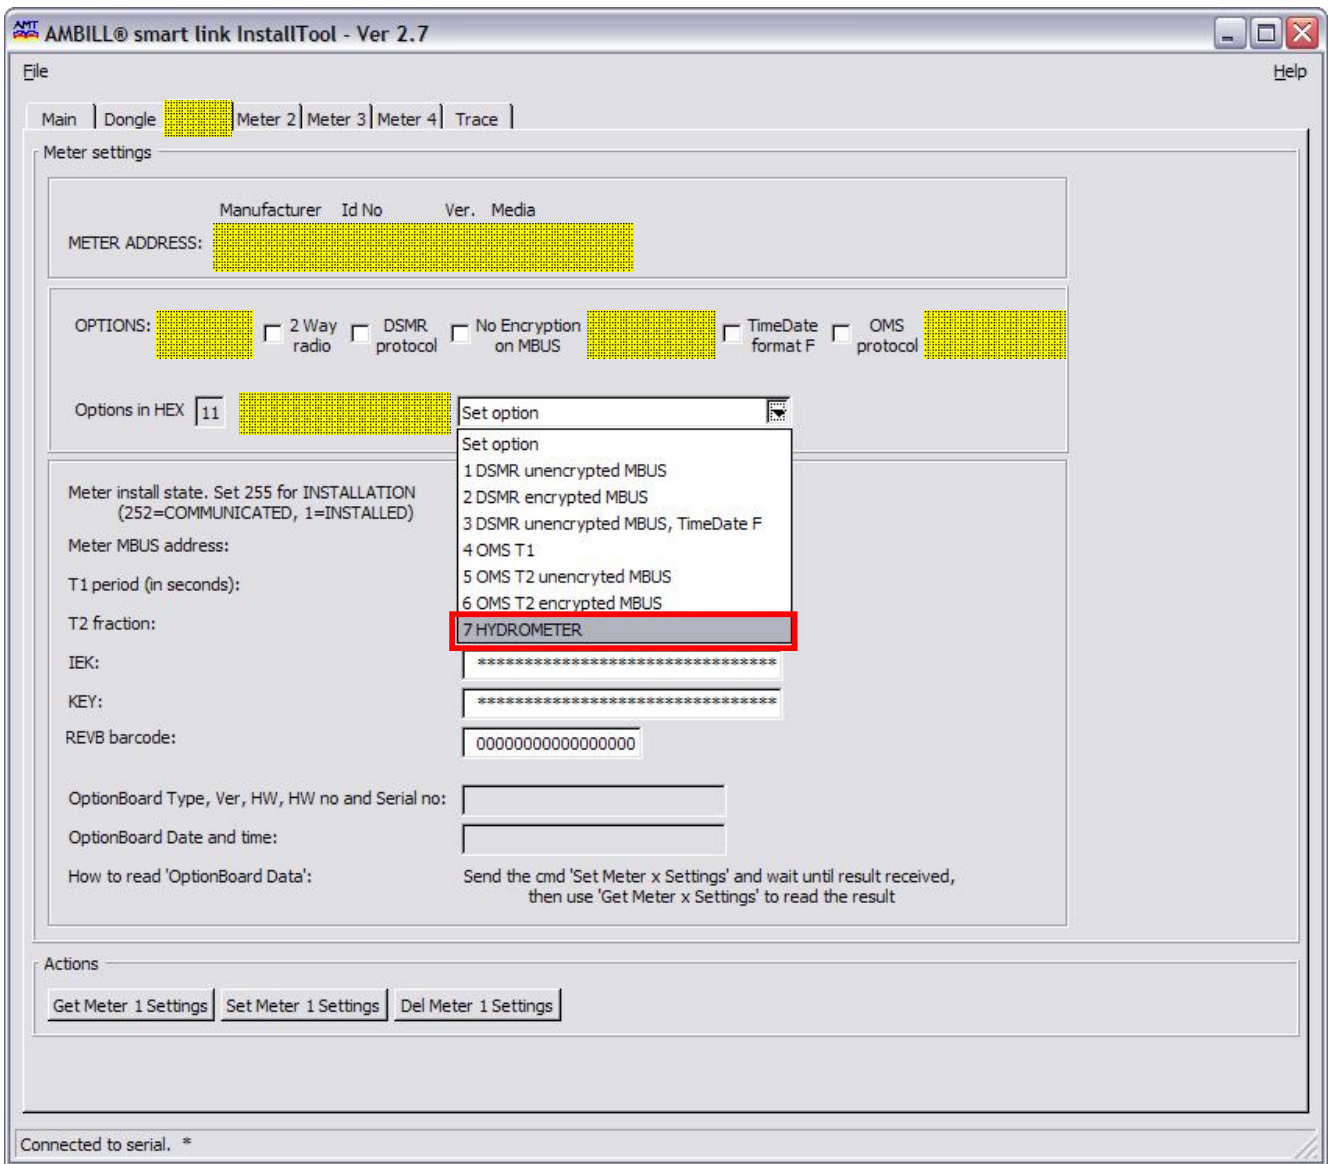 AMT
AMBILL® smart link InstallTool - Ver 2.7
File Help
Main Dongle Meter 2 Meter 3 Meter 4 Trace
Meter settings
Manufacturer Id No Ver. Media
METER ADDRESS:
OPTIONS: 2 Way radio DSMR protocol No Encryption on MBUS TimeDate format F OMS protocol
Options in HEX 11 Set option
Set option
1 DSMR unencrypted MBUS
2 DSMR encrypted MBUS
3 DSMR unencrypted MBUS, TimeDate F
4 OMS T1
5 OMS T2 unencryted MBUS
6 OMS T2 encrypted MBUS
7 HYDROMETER
Meter install state. Set 255 for INSTALLATION
(252=COMMUNICATED, 1=INSTALLED)
Meter MBUS address:
T1 period (in seconds):
T2 fraction:
IEK: ********************************
KEY: ********************************
REVB barcode: 00000000000000000
OptionBoard Type, Ver, HW, HW no and Serial no:
OptionBoard Date and time:
How to read 'OptionBoard Data': Send the cmd 'Set Meter x Settings' and wait until result received,
then use 'Get Meter x Settings' to read the result
Actions
Get Meter 1 Settings Set Meter 1 Settings Del Meter 1 Settings
Connected to serial. *